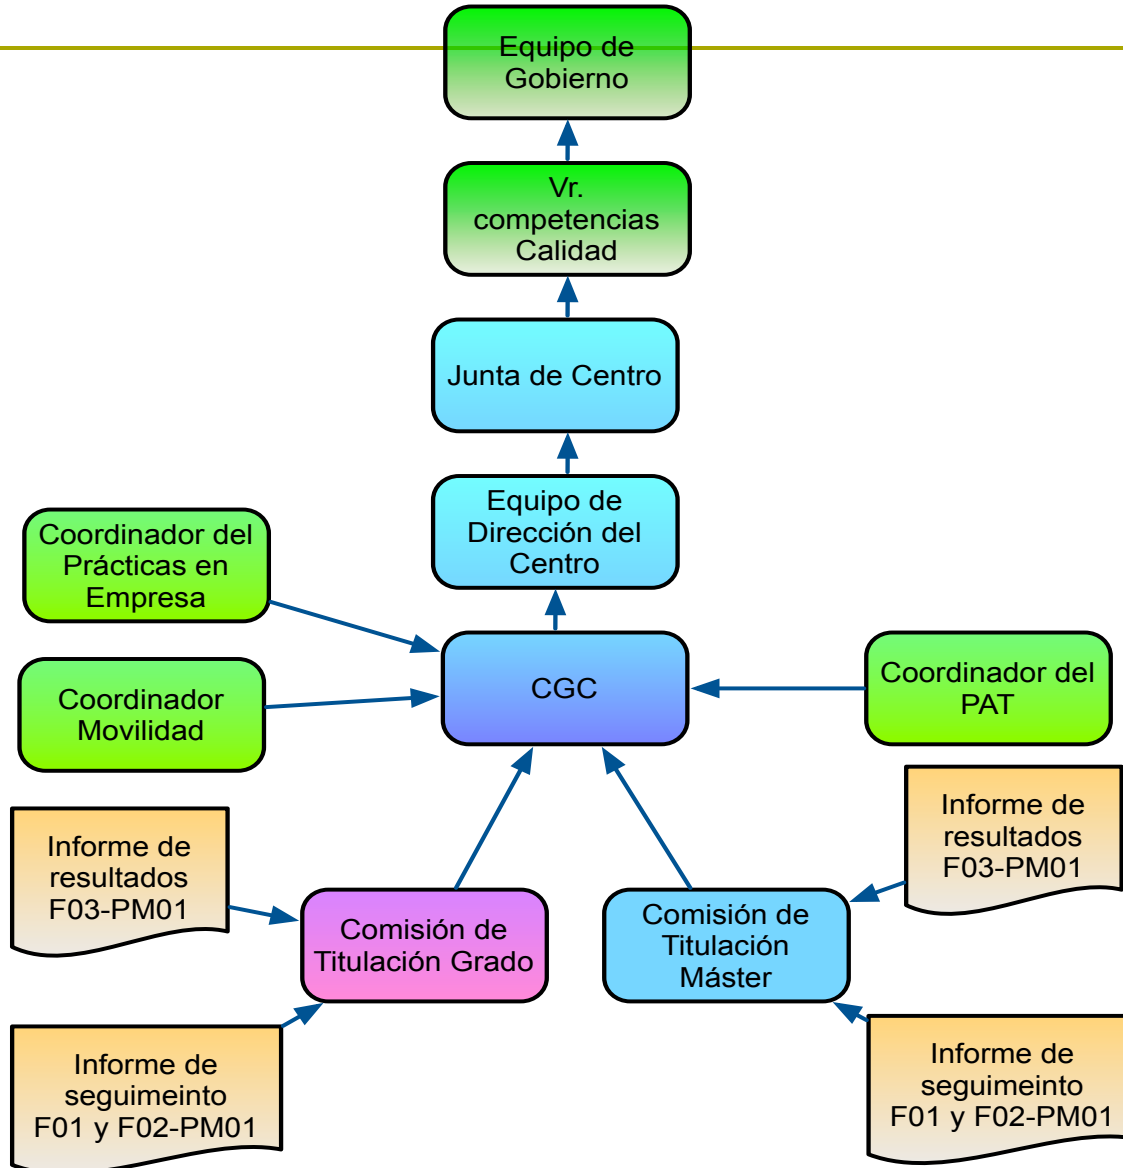 Equipo de
Gobierno
Vr.
competencias
Calidad
Junta de Centro
Equipo de
Dirección del
Centro
Coordinador del
Prácticas en
Empresa
Coordinador
Movilidad
CGC
Coordinador del
PAT
Informe de
resultados
F03-PM01
Comisión de
Titulación Grado
Comisión de
Titulación
Máster
Informe de
resultados
F03-PM01
Informe de
seguimeinto
F01 y F02-PM01
Informe de
seguimeinto
F01 y F02-PM01